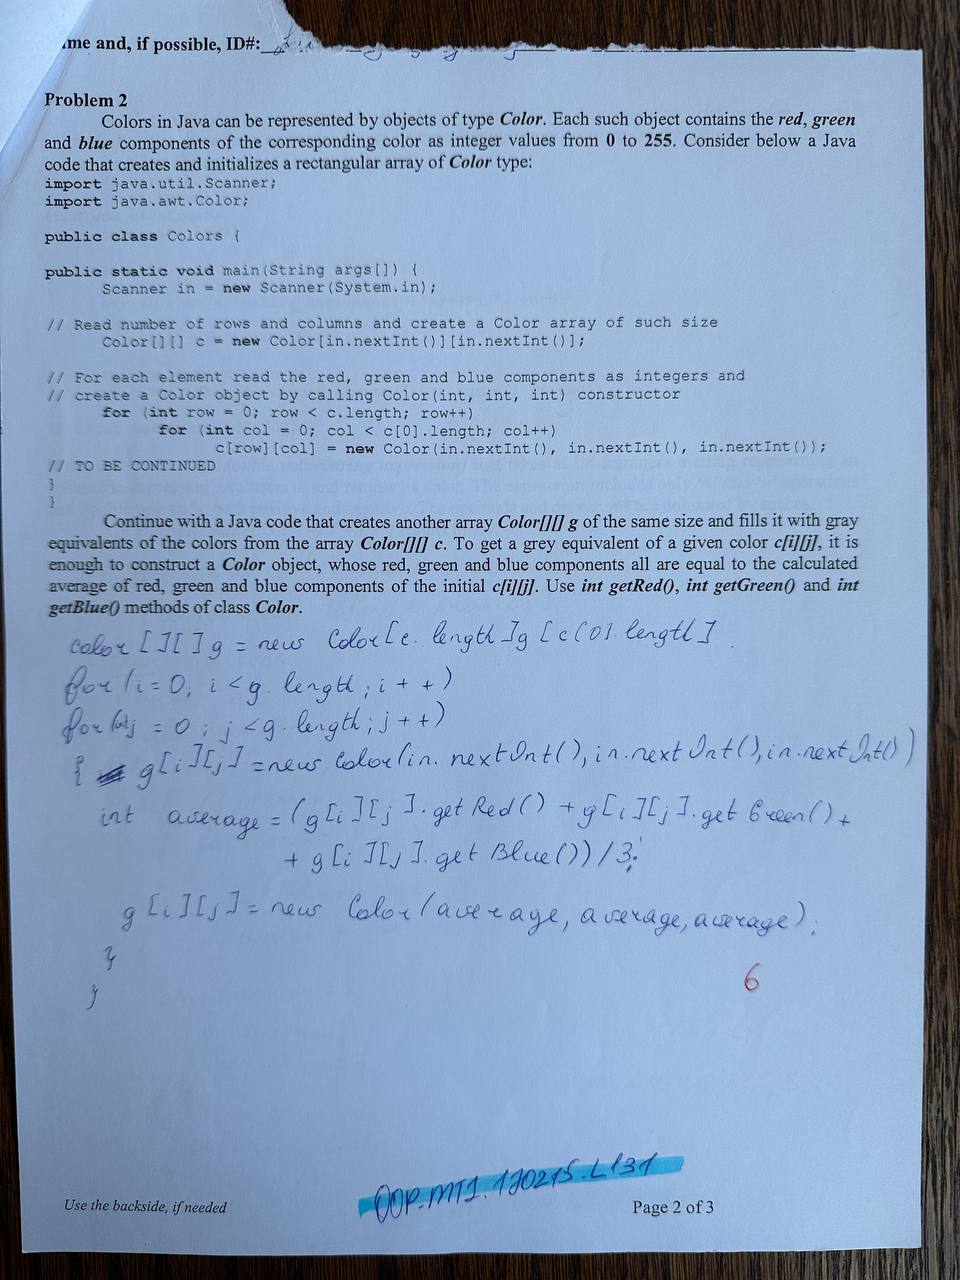 me and, if possible, ID#:
Problem 2
Colors in Java can be represented by objects of type Color. Each such object contains the red, green
and blue components of the corresponding color as integer values from 0 to 255. Consider below a Java
code that creates and initializes a rectangular array of Color type:
import java.util.Scanner;
import java.awt.Color;
public class Colors {
public static void main(String args[]) {
Scanner in = new Scanner(System.in);
// Read number of rows and columns and create a Color array of such size
Color[][] c = new Color[in.nextInt()][in.nextInt()];
// For each element read the red, green and blue components as integers and
// create a Color object by calling Color(int, int, int) constructor
for (int row = 0; row < c.length; row++)
for (int col = 0; col < c[0].length; col++)
c[row][col] = new Color(in.nextInt(), in.nextInt(), in.nextInt());
// TO BE CONTINUED
}
}
Continue with a Java code that creates another array Color[][] g of the same size and fills it with gray
equivalents of the colors from the array Color[][] c. To get a grey equivalent of a given color c[i][j], it is
enough to construct a Color object, whose red, green and blue components all are equal to the calculated
average of red, green and blue components of the initial c[i][j]. Use int getRed(), int getGreen() and int
getBlue() methods of class Color.
color [][] g = new Color[c. length]g [c[0]. length]
for (i = 0; i < g. length; i + +)
for (j = 0; j < g. length; j + +)
{ g[i][j] = new Color(in. nextInt(), in.nextInt(), in.nextInt())
int average = (g[i][j]. get Red() + g[i][j]. get Green() +
+ g[i][j]. get Blue()) / 3;
g[i][j] = new Color(average, average, average);
}
}
6
OOP.MT1.170215.L131
Use the backside, if needed
Page 2 of 3